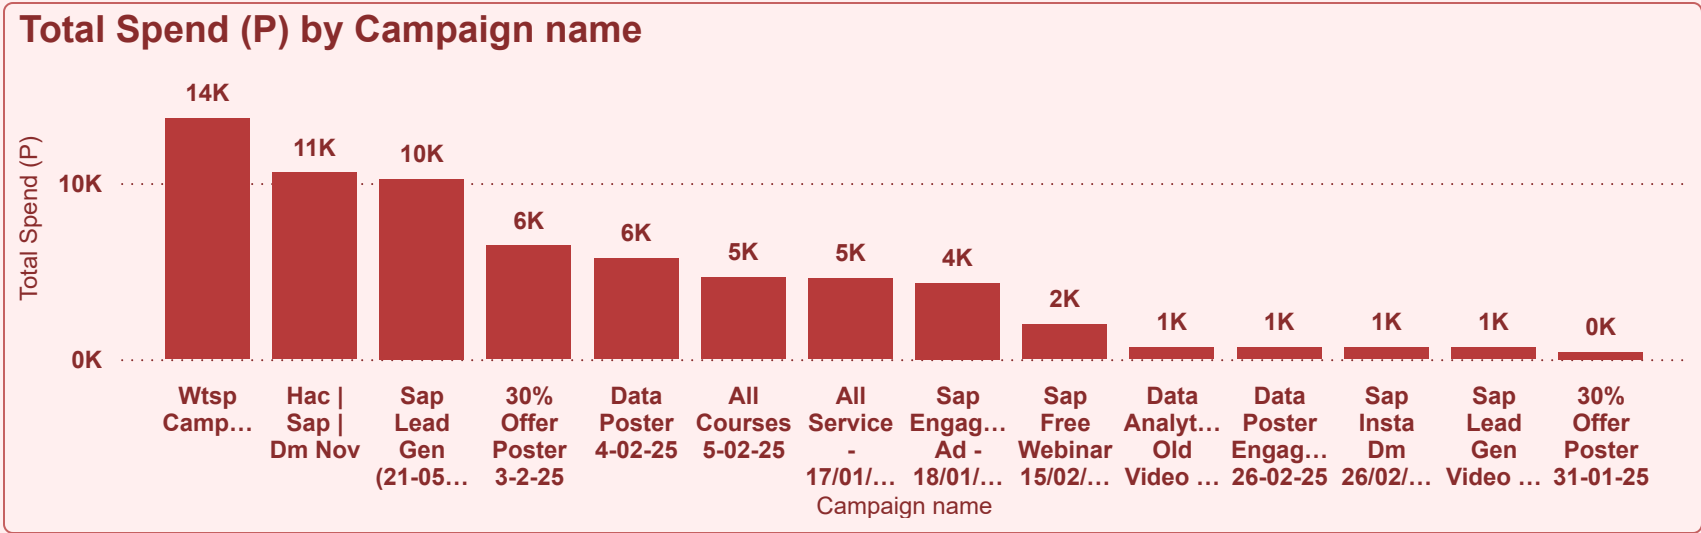 Total Spend (P) by Campaign name
Total Spend (P)
10K
0K
14K
11K
10K
6K
6K
5K
5K
4K
2K
1K
1K
1K
1K
0K
Wtsp
Camp…
Hac |
Sap |
Dm Nov
Sap
Lead
Gen
(21-05…
30%
Offer
Poster
3-2-25
Data
Poster
4-02-25
All
Courses
5-02-25
All
Service
-
17/01/…
Sap
Engag…
Ad -
18/01/…
Sap
Free
Webinar
15/02/…
Data
Analyt…
Old
Video …
Data
Poster
Engag…
26-02-25
Sap
Insta
Dm
26/02/…
Sap
Lead
Gen
Video …
30%
Offer
Poster
31-01-25
Campaign name